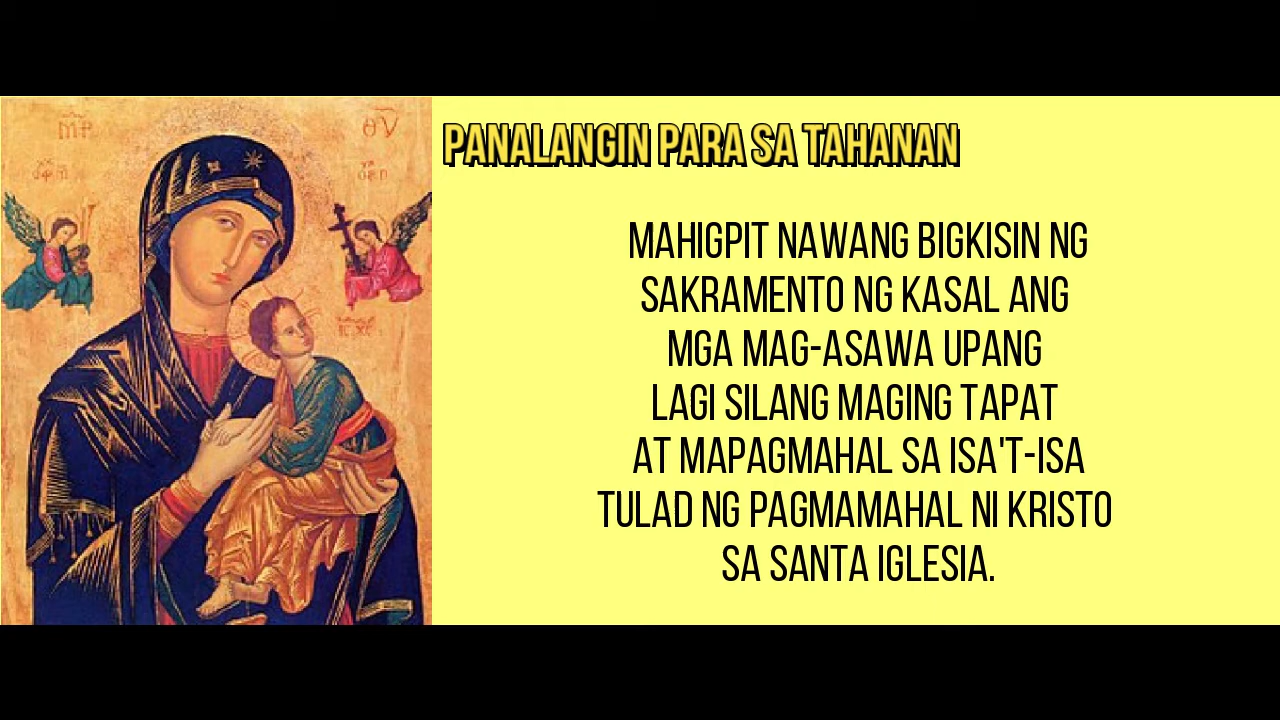 PANALANGIN PARA SA TAHANAN
MAHIGPIT NAWANG BIGKISIN NG
SAKRAMENTO NG KASAL ANG
MGA MAG-ASAWA UPANG
LAGI SILANG MAGING TAPAT
AT MAPAGMAHAL SA ISA'T-ISA
TULAD NG PAGMAMAHAL NI KRISTO
SA SANTA IGLESIA.